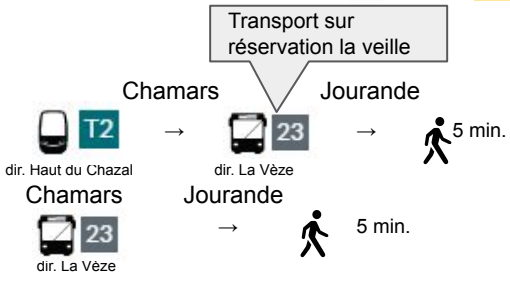 Transport sur
réservation la veille
Chamars Jourande
T2 → 23 → 5 min.
dir. Haut du Chazal dir. La Vèze
Chamars Jourande
23 → 5 min.
dir. La Vèze